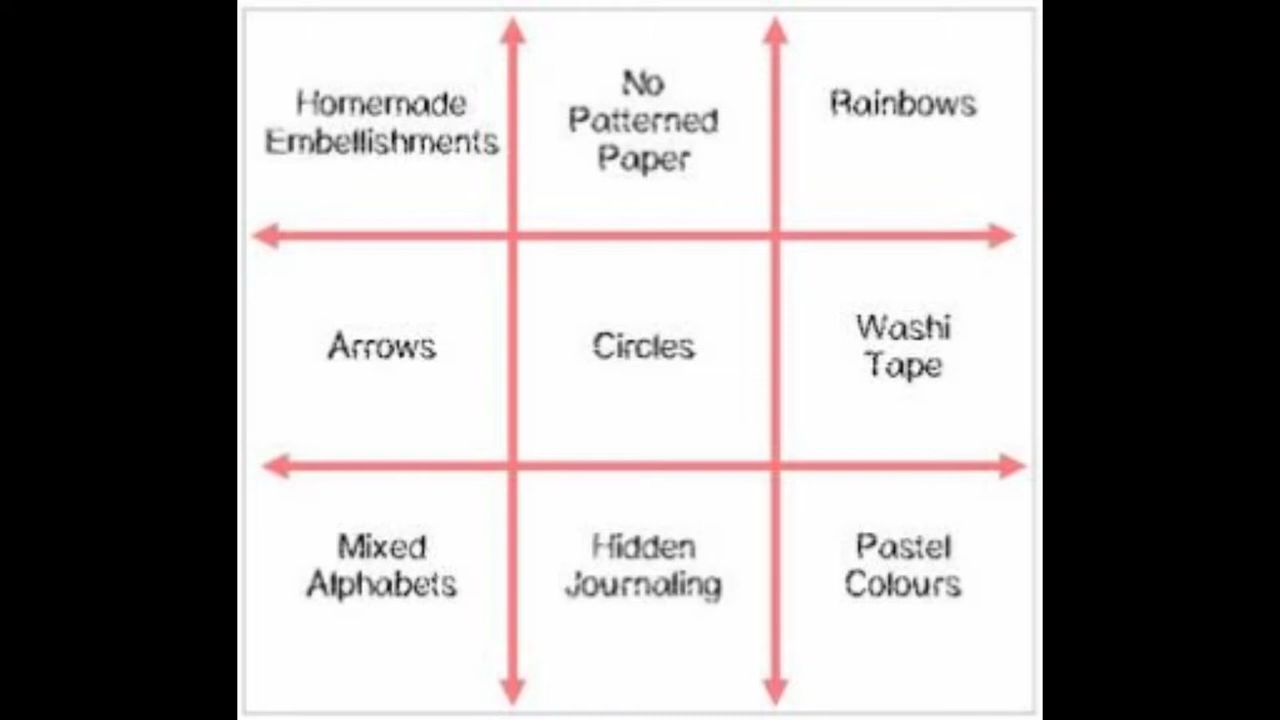 Homemade
Embellishments
No
Patterned
Paper
Rainbows
Arrows
Circles
Washi
Tape
Mixed
Alphabets
Hidden
Journaling
Pastel
Colours